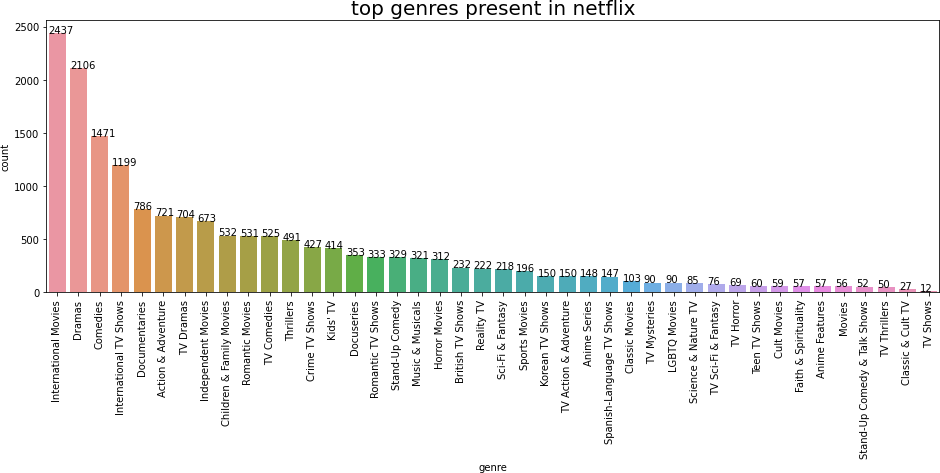 top genres present in netflix
2500
2000
1500
1000
500
0
count
2437
2106
1471
1199
786
721
704
673
532
531
525
491
427
414
353
333
329
321
312
232
222
218
196
150
150
148
147
103
90
90
85
76
69
60
59
57
57
56
52
50
27
12
International Movies
Dramas
Comedies
International TV Shows
Documentaries
Action & Adventure
TV Dramas
Independent Movies
Children & Family Movies
Romantic Movies
TV Comedies
Thrillers
Crime TV Shows
Kids' TV
Docuseries
Romantic TV Shows
Stand-Up Comedy
Music & Musicals
Horror Movies
British TV Shows
Reality TV
Sci-Fi & Fantasy
Sports Movies
Korean TV Shows
TV Action & Adventure
Anime Series
Spanish-Language TV Shows
Classic Movies
TV Mysteries
LGBTQ Movies
Science & Nature TV
TV Sci-Fi & Fantasy
TV Horror
Teen TV Shows
Cult Movies
Faith & Spirituality
Anime Features
Movies
Stand-Up Comedy & Talk Shows
TV Thrillers
Classic & Cult TV
TV Shows
genre